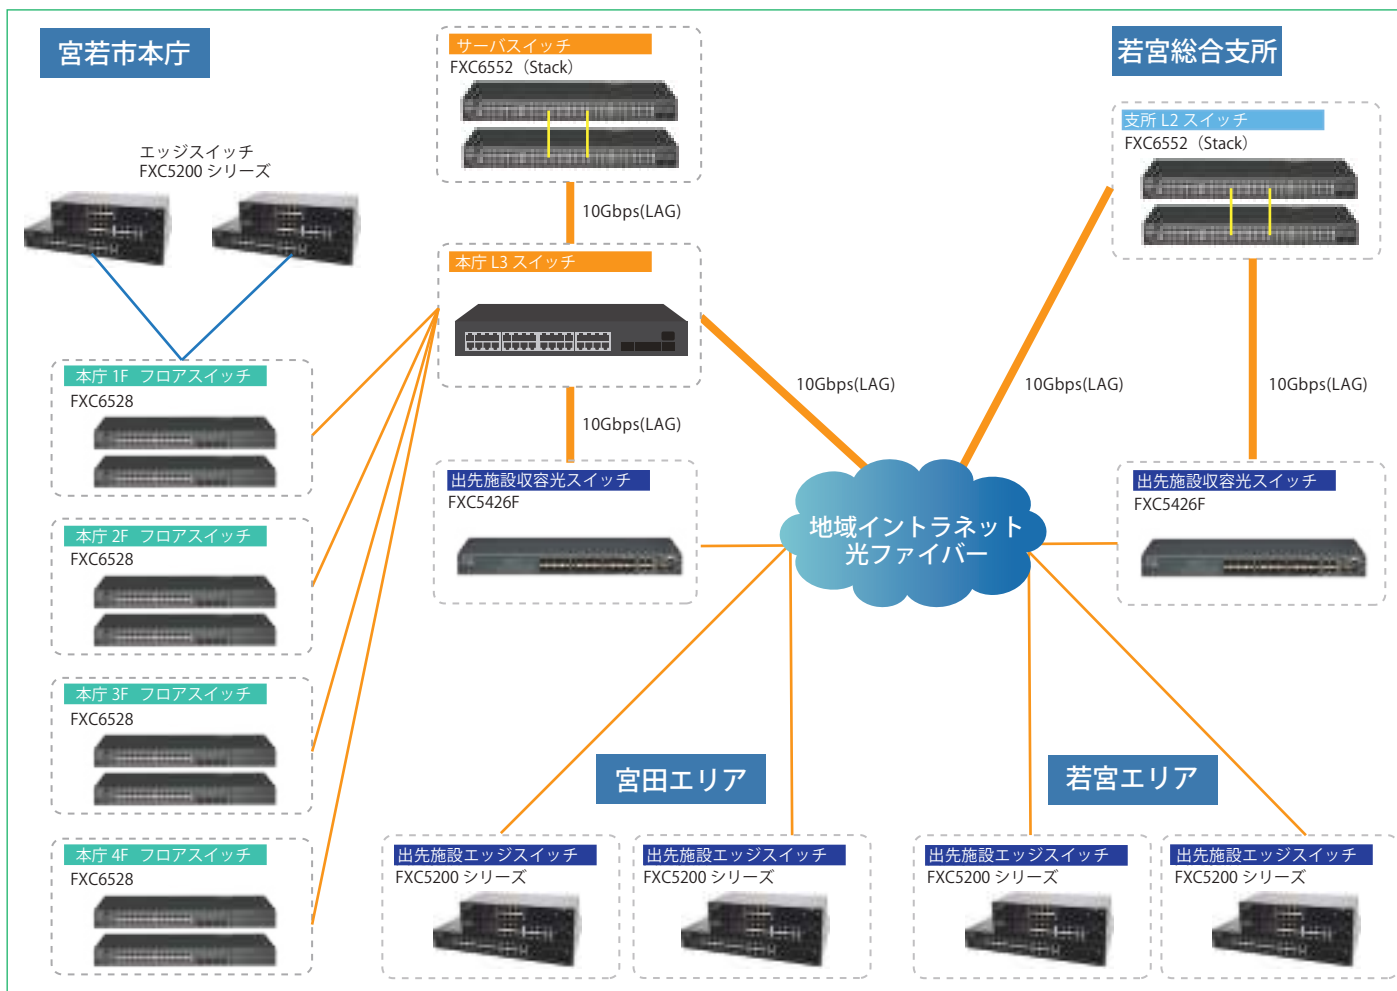 宮若市本庁
サーバスイッチ
FXC6552（Stack）
若宮総合支所
支所 L2 スイッチ
FXC6552（Stack）
エッジスイッチ
FXC5200 シリーズ
10Gbps(LAG)
本庁 L3 スイッチ
本庁 1F フロアスイッチ
FXC6528
10Gbps(LAG)
10Gbps(LAG)
10Gbps(LAG)
10Gbps(LAG)
出先施設収容光スイッチ
FXC5426F
出先施設収容光スイッチ
FXC5426F
地域イントラネット
光ファイバー
本庁 2F フロアスイッチ
FXC6528
本庁 3F フロアスイッチ
FXC6528
宮田エリア
若宮エリア
本庁 4F フロアスイッチ
FXC6528
出先施設エッジスイッチ
FXC5200 シリーズ
出先施設エッジスイッチ
FXC5200 シリーズ
出先施設エッジスイッチ
FXC5200 シリーズ
出先施設エッジスイッチ
FXC5200 シリーズ